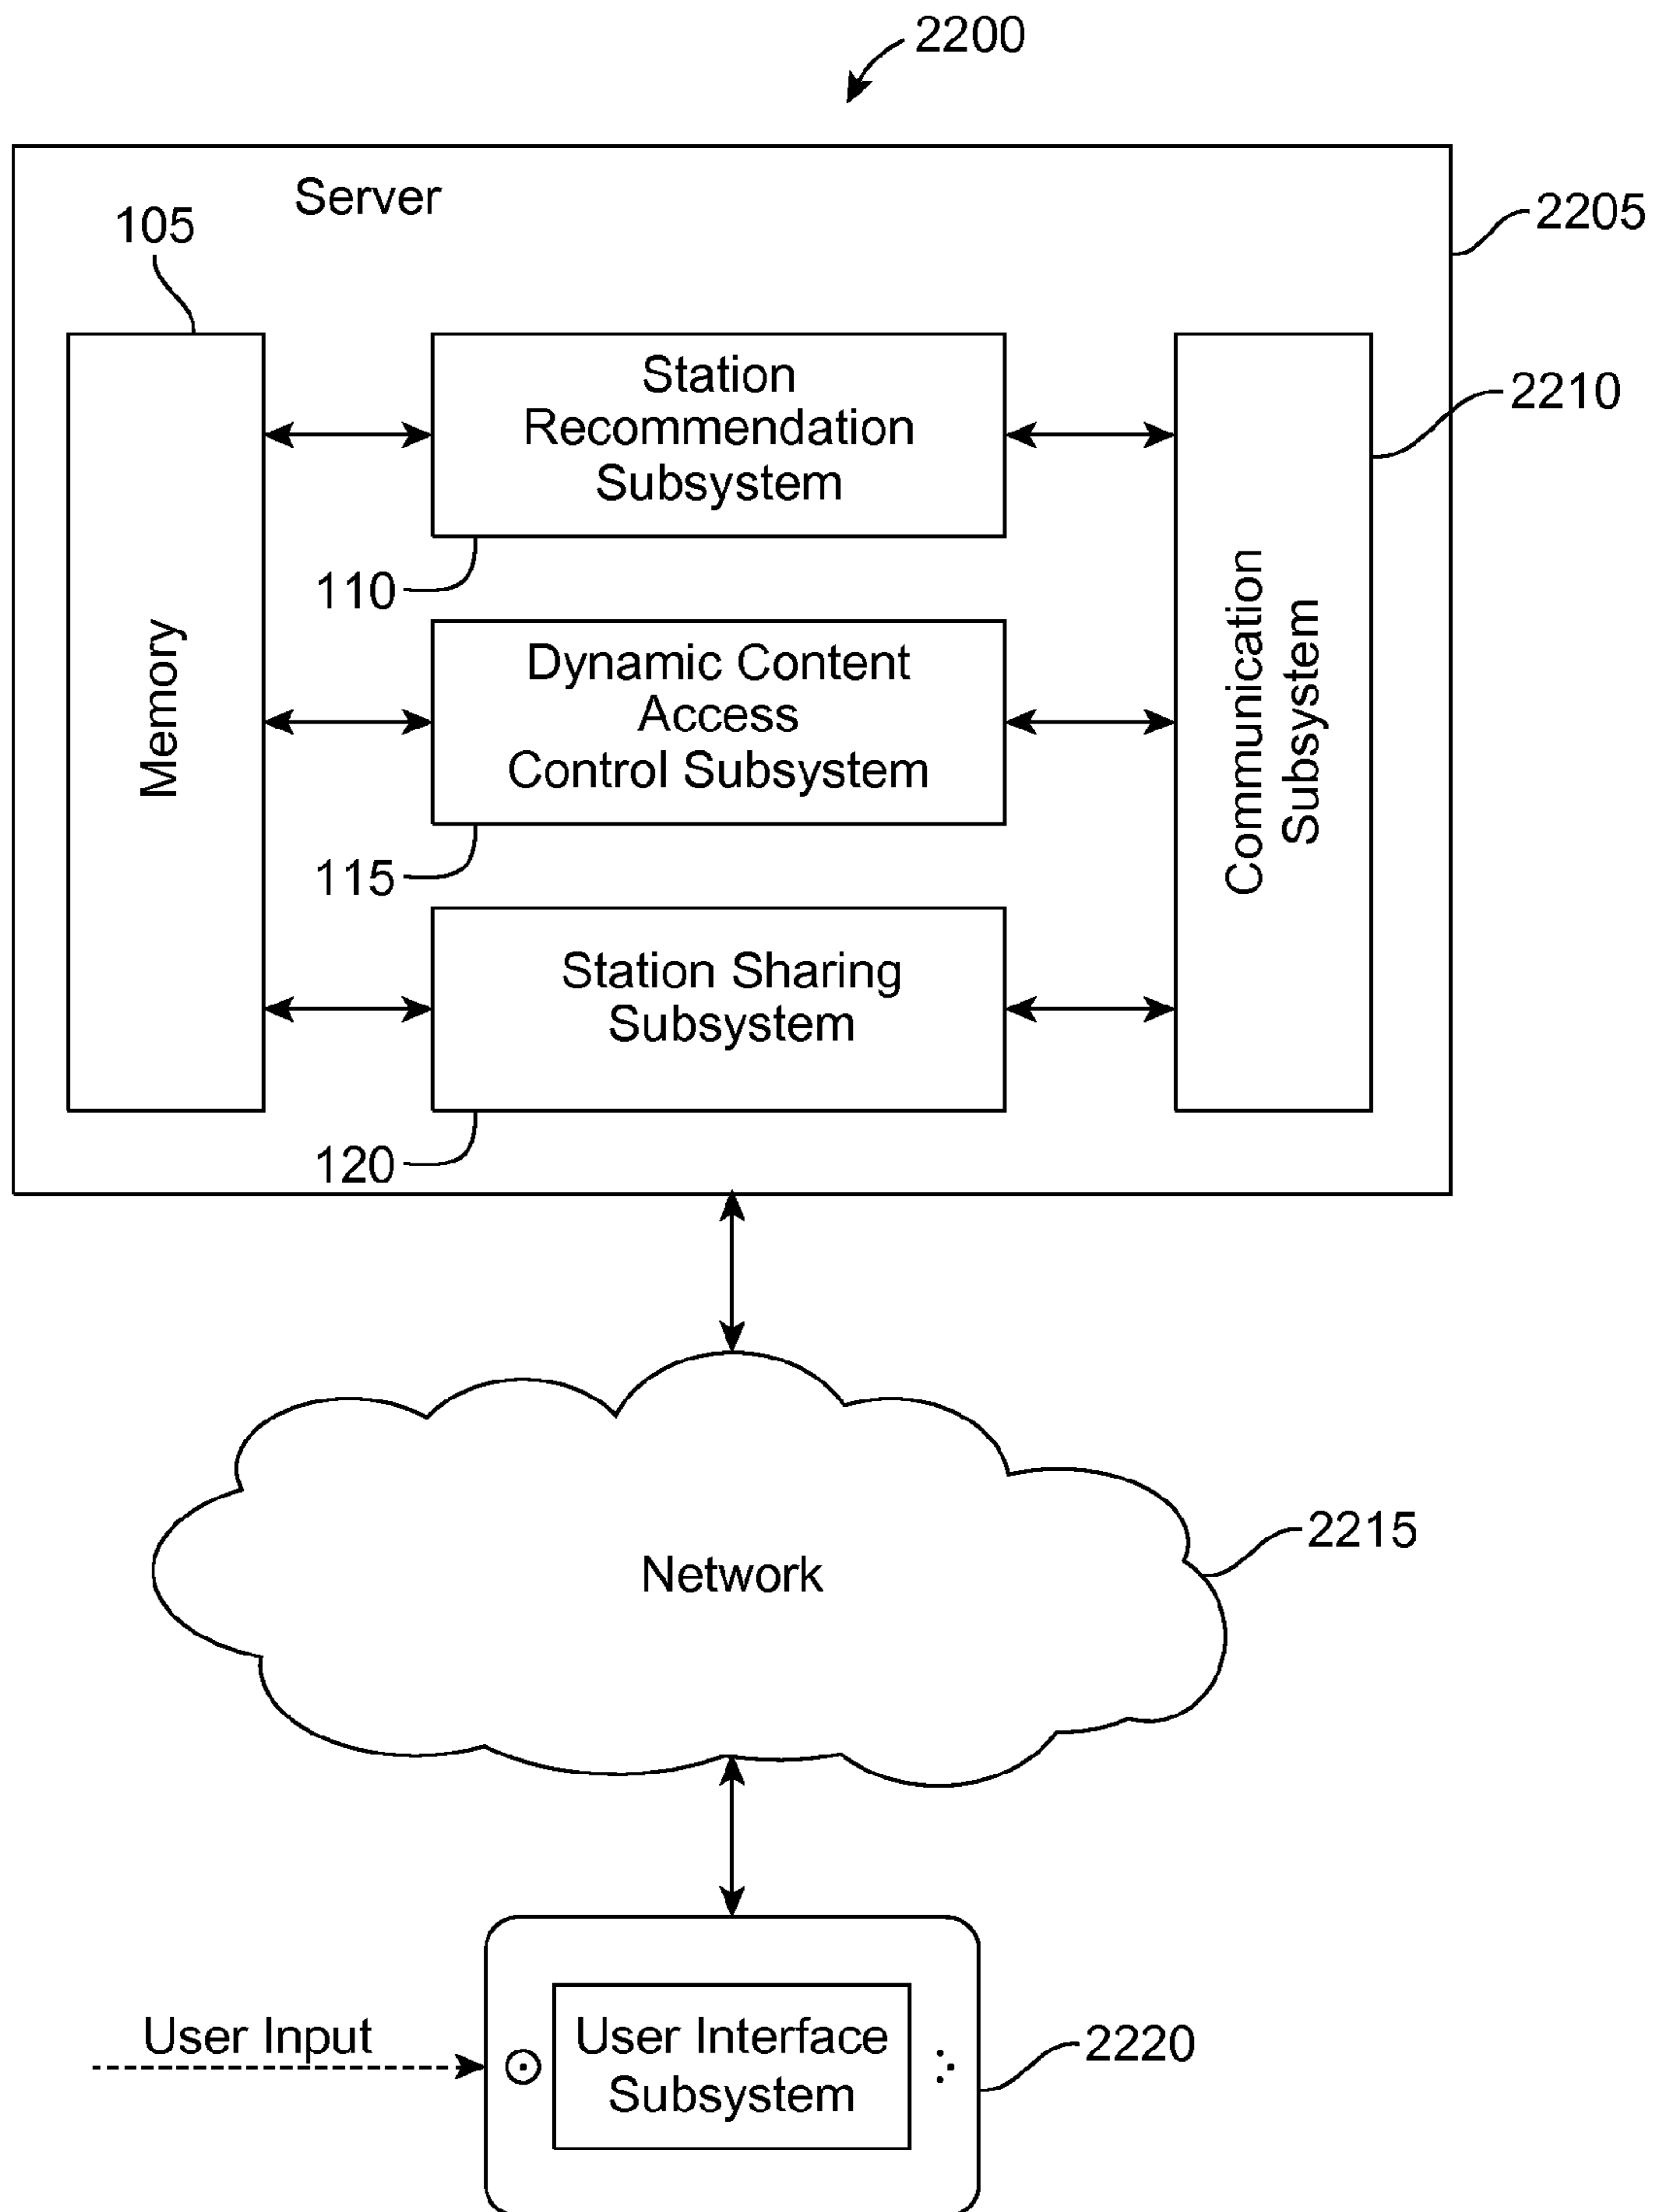 2200
Server
2205
105
2210
Station
Recommendation
Subsystem
110
Memory
Dynamic Content
Access
Control Subsystem
115
Communication
Subsystem
Station Sharing
Subsystem
120
Network
2215
User Input
User Interface
Subsystem
2220